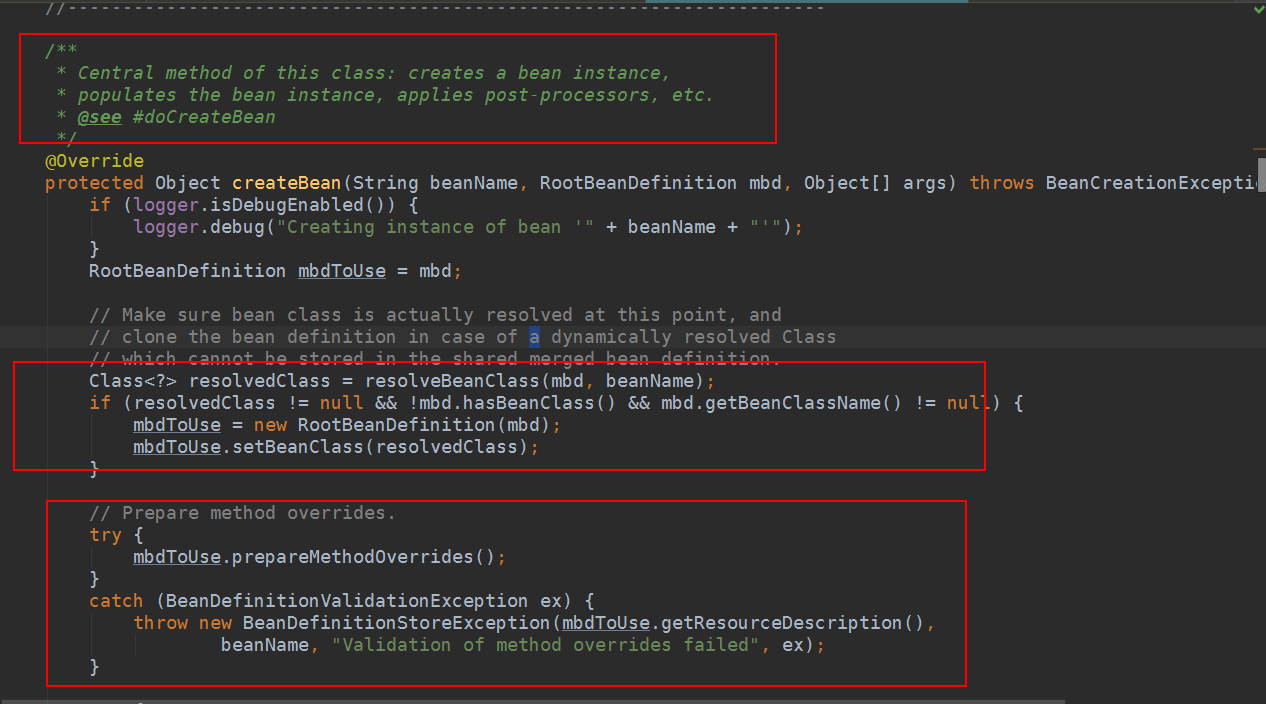 //---------------------------------------------------------------------
/**
 * Central method of this class: creates a bean instance,
 * populates the bean instance, applies post-processors, etc.
 * @see #doCreateBean
 */
@Override
protected Object createBean(String beanName, RootBeanDefinition mbd, Object[] args) throws BeanCreationExcepti
    if (logger.isDebugEnabled()) {
        logger.debug("Creating instance of bean '" + beanName + "'");
    }
    RootBeanDefinition mbdToUse = mbd;
    // Make sure bean class is actually resolved at this point, and
    // clone the bean definition in case of a dynamically resolved Class
    // which cannot be stored in the shared merged bean definition.
    Class<?> resolvedClass = resolveBeanClass(mbd, beanName);
    if (resolvedClass != null && !mbd.hasBeanClass() && mbd.getBeanClassName() != null) {
        mbdToUse = new RootBeanDefinition(mbd);
        mbdToUse.setBeanClass(resolvedClass);
    }
    // Prepare method overrides.
    try {
        mbdToUse.prepareMethodOverrides();
    }
    catch (BeanDefinitionValidationException ex) {
        throw new BeanDefinitionStoreException(mbdToUse.getResourceDescription(),
                beanName, "Validation of method overrides failed", ex);
    }